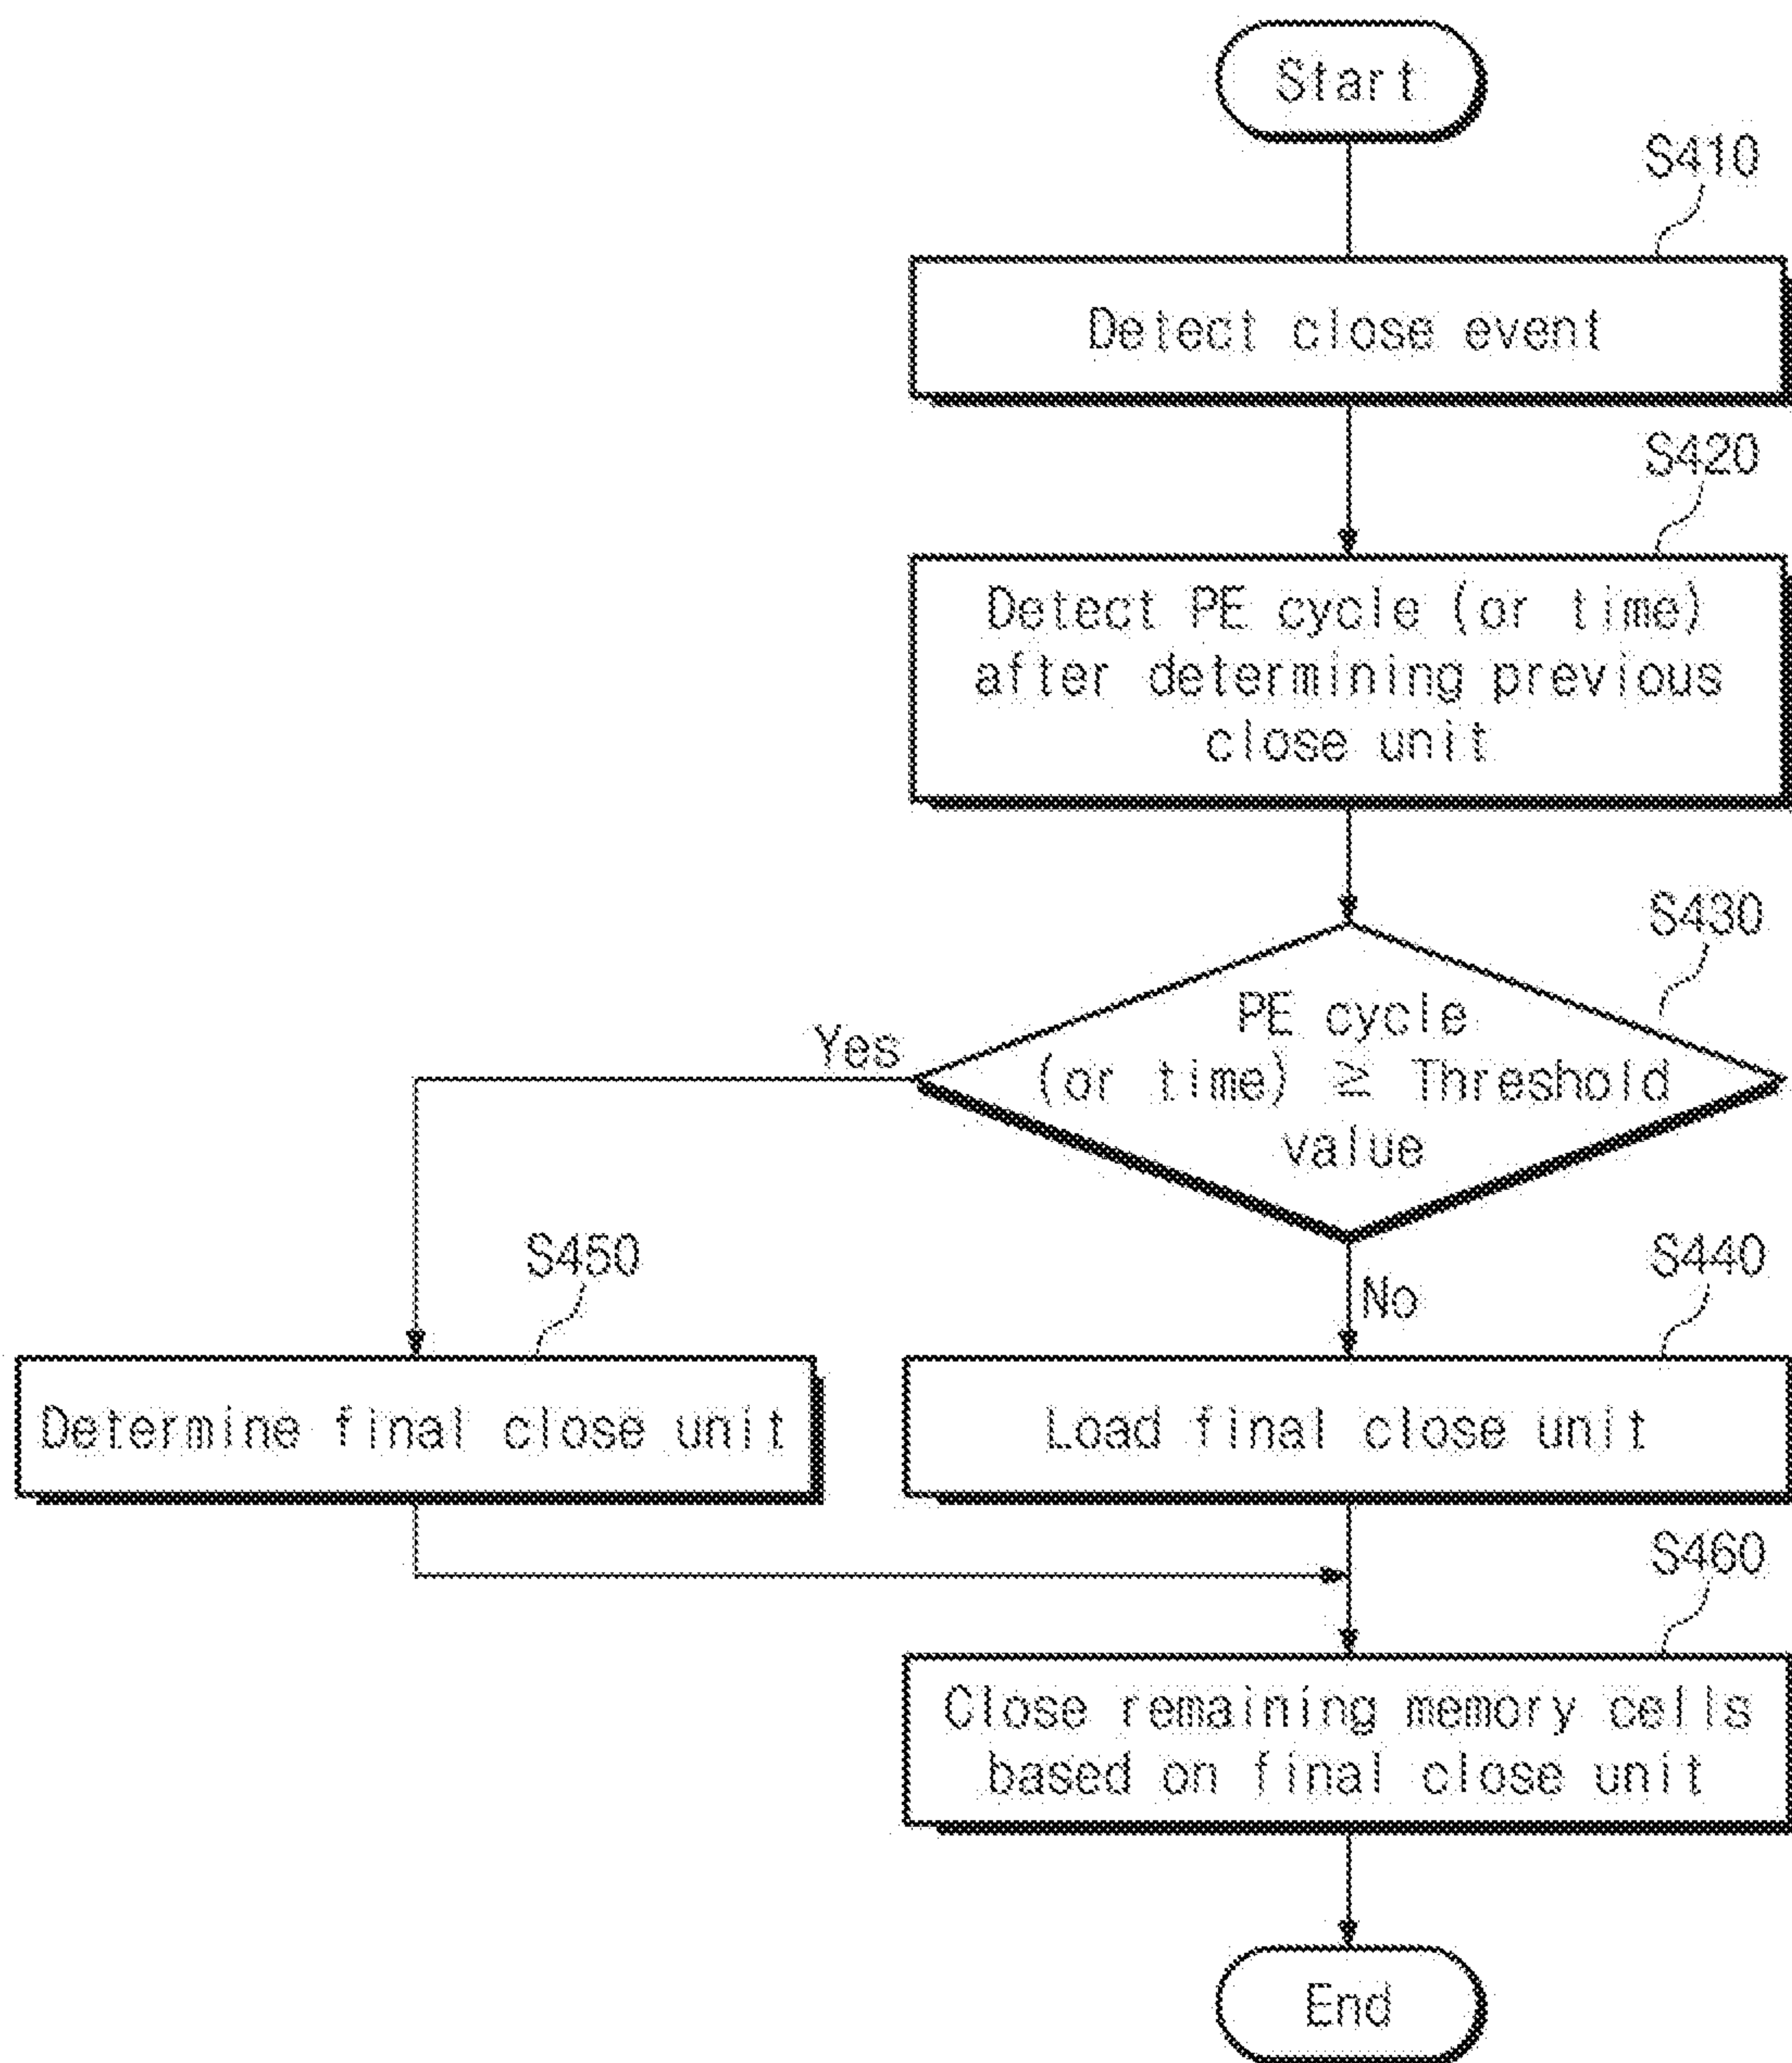 Start
S410
Detect close event
S420
Detect PE cycle (or time)
after determining previous
close unit
S430
PE cycle
(or time) ≥ Threshold
value
Yes
No
S450
Determine final close unit
S440
Load final close unit
S460
Close remaining memory cells
based on final close unit
End